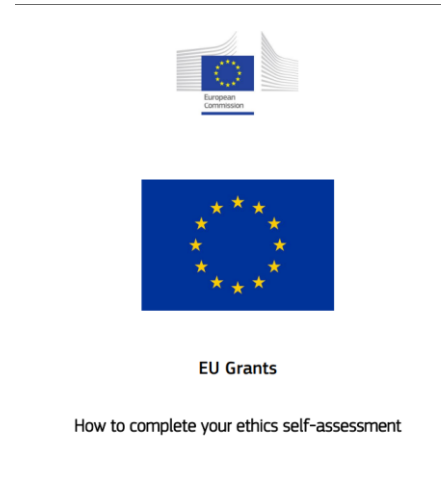 European
Commission
EU Grants
How to complete your ethics self-assessment